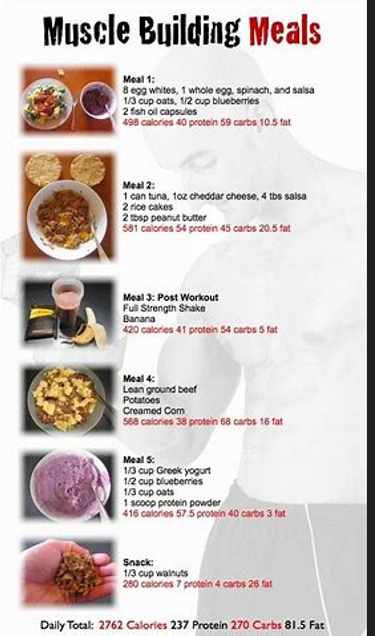 Muscle Building Meals
Meal 1:
8 egg whites, 1 whole egg, spinach, and salsa
1/3 cup oats, 1/2 cup blueberries
2 fish oil capsules
498 calories 40 protein 59 carbs 10.5 fat
Meal 2:
1 can tuna, 1oz cheddar cheese, 4 tbs salsa
2 rice cakes
2 tbsp peanut butter
581 calories 54 protein 45 carbs 20.5 fat
Meal 3: Post Workout
Full Strength Shake
Banana
420 calories 41 protein 54 carbs 5 fat
Meal 4:
Lean ground beef
Potatoes
Creamed Corn
568 calories 38 protein 68 carbs 16 fat
Meal 5:
1/3 cup Greek yogurt
1/2 cup blueberries
1/3 cup oats
1 scoop protein powder
416 calories 57.5 protein 40 carbs 3 fat
Snack:
1/3 cup walnuts
280 calories 7 protein 4 carbs 26 fat
Daily Total: 2762 Calories 237 Protein 270 Carbs 81.5 Fat